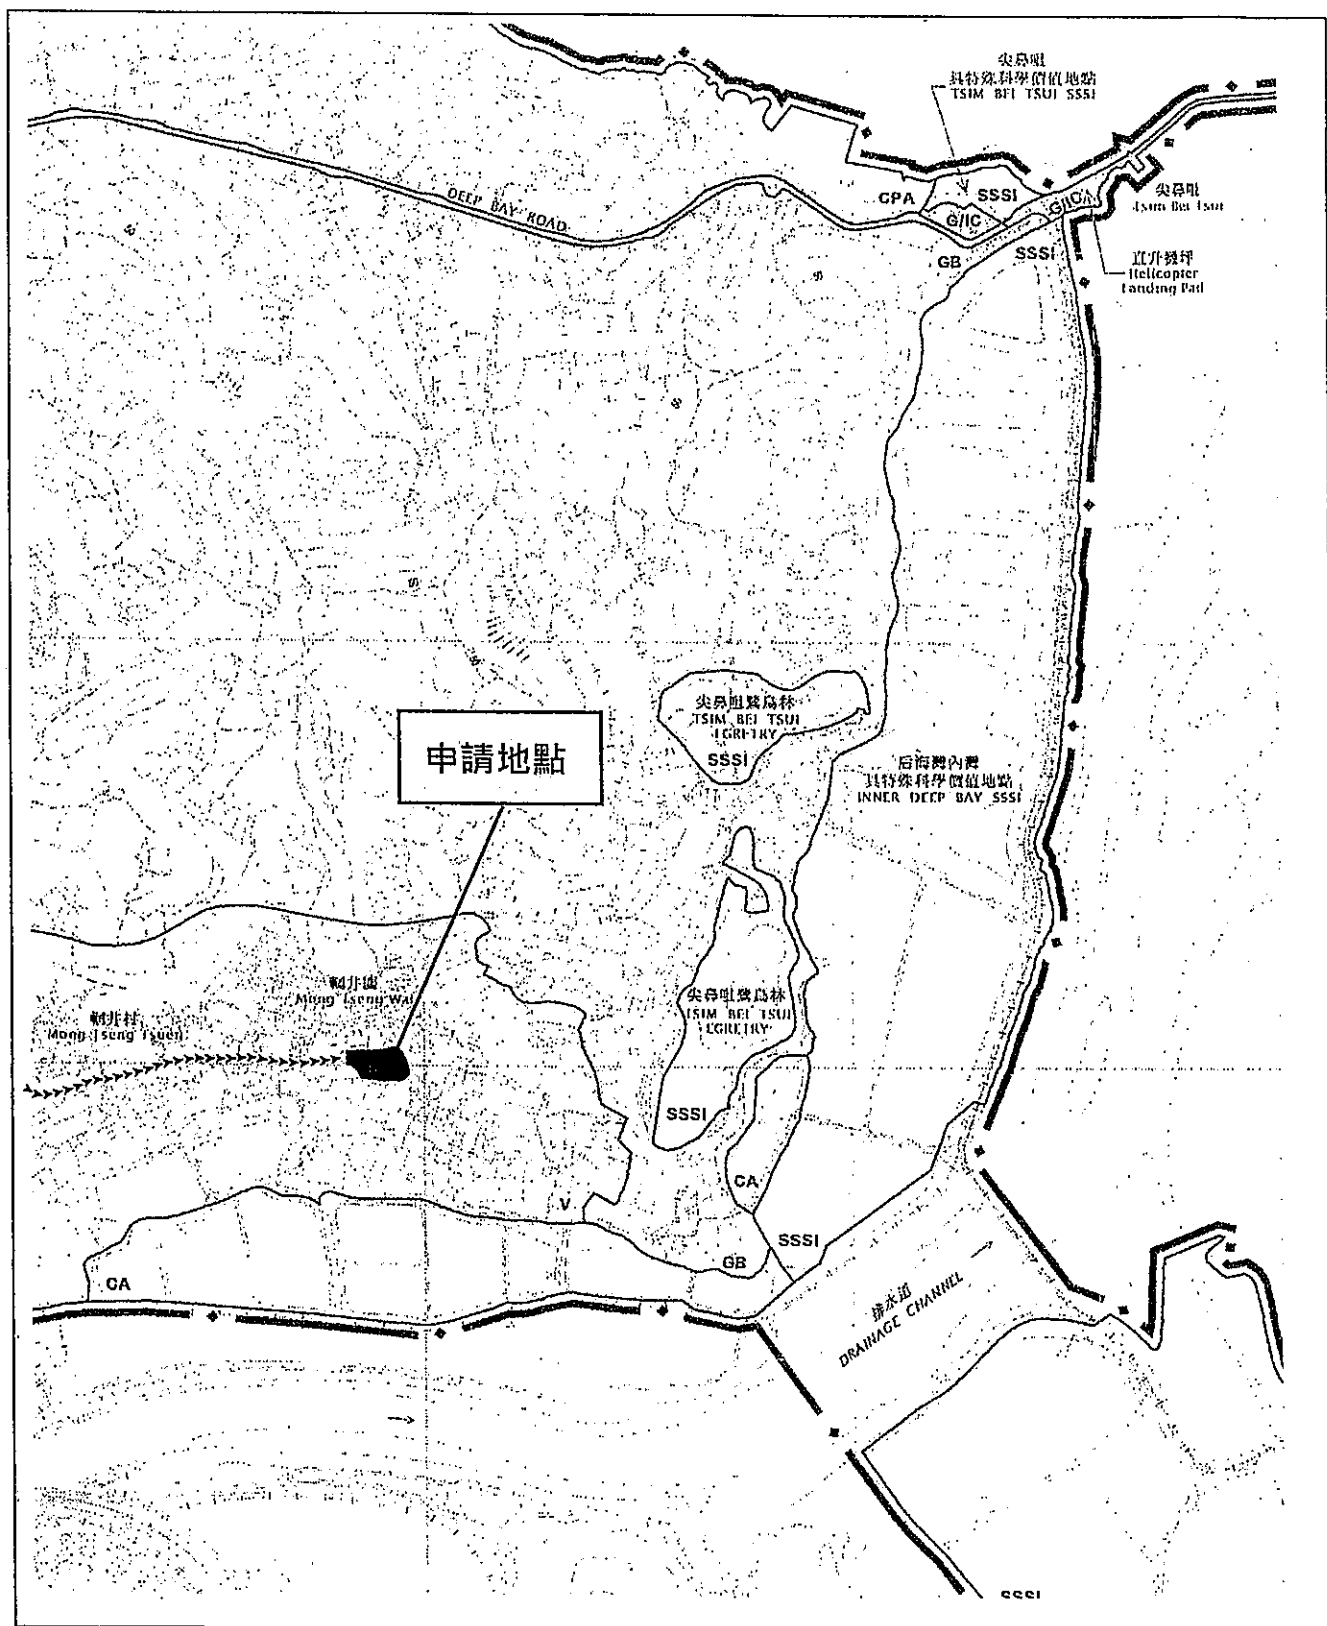 尖鼻咀
具特殊科學價值地點
TSIM BEI TSUI SSSI
CPA
SSSI
G/IC
G/IC
尖鼻咀
Tsim Bei Tsui
DEEP BAY ROAD
GB
SSSI
直升機坪
Helicopter
Landing Pad
S
S
S
S
S
尖鼻咀鷺鳥林
TSIM BEI TSUI
EGRETRY
SSSI
申請地點
后海灣內灣
具特殊科學價值地點
INNER DEEP BAY SSSI
輞井圍
Mong Tseng Wai
輞井村
Mong Tseng Tsuen
尖鼻咀鷺鳥林
TSIM BEI TSUI
EGRETRY
SSSI
CA
V
SSSI
GB
CA
排水道
DRAINAGE CHANNEL
SSSI